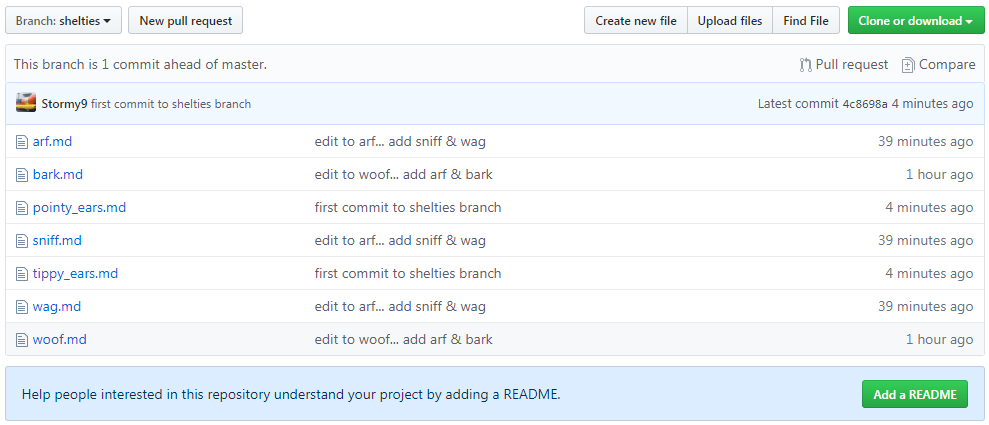 Branch: shelties New pull request Create new file Upload files Find File Clone or download
This branch is 1 commit ahead of master. Pull request Compare
Stormy9 first commit to shelties branch Latest commit 4c8698a 4 minutes ago
arf.md edit to arf... add sniff & wag 39 minutes ago
bark.md edit to woof... add arf & bark 1 hour ago
pointy_ears.md first commit to shelties branch 4 minutes ago
sniff.md edit to arf... add sniff & wag 39 minutes ago
tippy_ears.md first commit to shelties branch 4 minutes ago
wag.md edit to arf... add sniff & wag 39 minutes ago
woof.md edit to woof... add arf & bark 1 hour ago
Help people interested in this repository understand your project by adding a README. Add a README